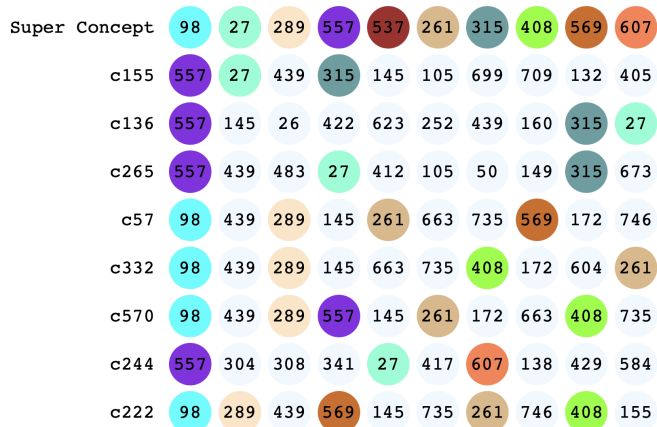 Super Concept 98 27 289 557 537 261 315 408 569 607
c155 557 27 439 315 145 105 699 709 132 405
c136 557 145 26 422 623 252 439 160 315 27
c265 557 439 483 27 412 105 50 149 315 673
c57 98 439 289 145 261 663 735 569 172 746
c332 98 439 289 145 663 735 408 172 604 261
c570 98 439 289 557 145 261 172 663 408 735
c244 557 304 308 341 27 417 607 138 429 584
c222 98 289 439 569 145 735 261 746 408 155